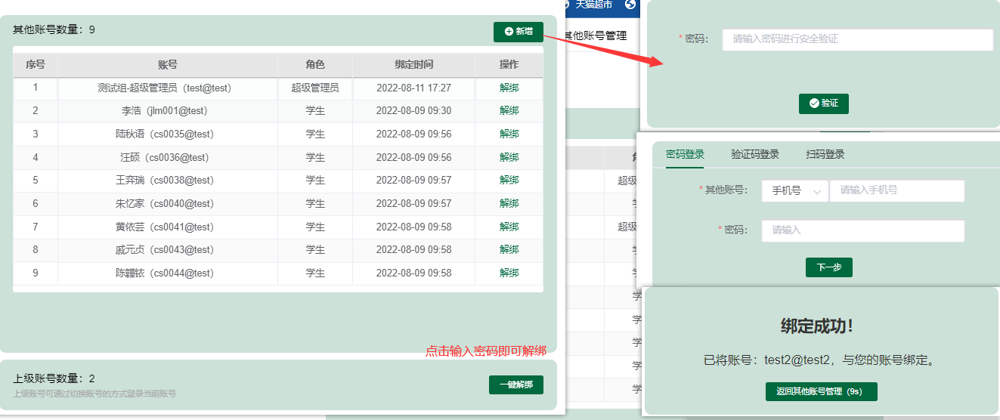 其他账号数量：9
新增
序号 账号 角色 绑定时间 操作
1 测试组-超级管理员（test@test） 超级管理员 2022-08-11 17:27 解绑
2 李浩（jlm001@test） 学生 2022-08-09 09:30 解绑
3 陆秋语（cs0035@test） 学生 2022-08-09 09:56 解绑
4 汪硕（cs0036@test） 学生 2022-08-09 09:56 解绑
5 王弈瑞（cs0038@test） 学生 2022-08-09 09:57 解绑
6 朱忆家（cs0040@test） 学生 2022-08-09 09:57 解绑
7 黄依芸（cs0041@test） 学生 2022-08-09 09:58 解绑
8 戚元贞（cs0043@test） 学生 2022-08-09 09:58 解绑
9 （cs0044@test） 学生 2022-08-09 09:58 解绑
点击输入密码即可解绑
上级账号数量：2
一键解绑
上级账号可通过切换账号的方式登录当前账号
天猫超市
其他账号管理
超级
超级
学
学
学
学
学
* 密码： 请输入密码进行安全验证
验证
密码登录 验证码登录 扫码登录
* 其他账号： 手机号 请输入手机号
* 密码： 请输入
下一步
绑定成功！
已将账号：test2@test2，与您的账号绑定。
返回其他账号管理（9s）